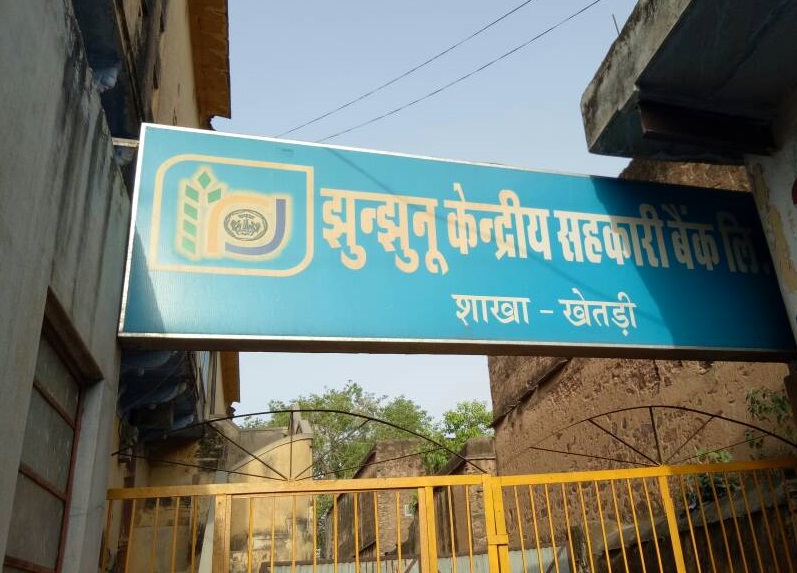 झुन्झुनू केन्द्रीय सहकारी बैंक लि.
शाखा - खेतड़ी